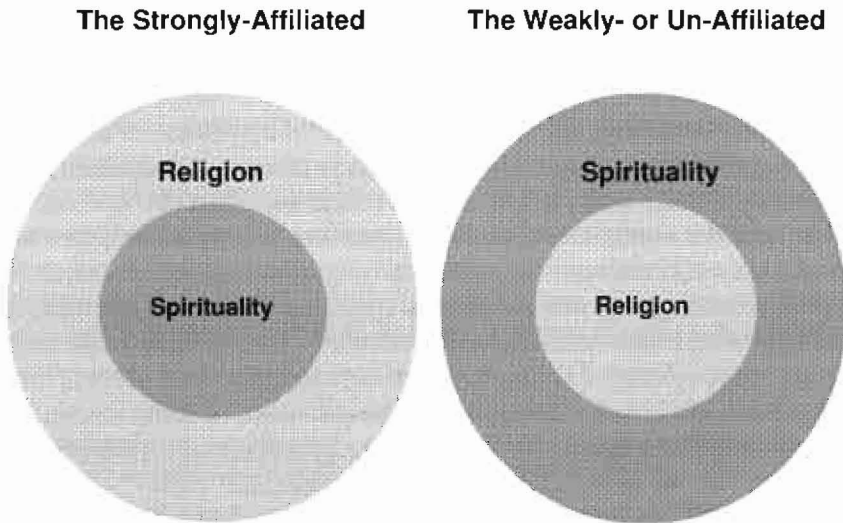 The Strongly-Affiliated
The Weakly- or Un-Affiliated
Religion
Spirituality
Spirituality
Religion